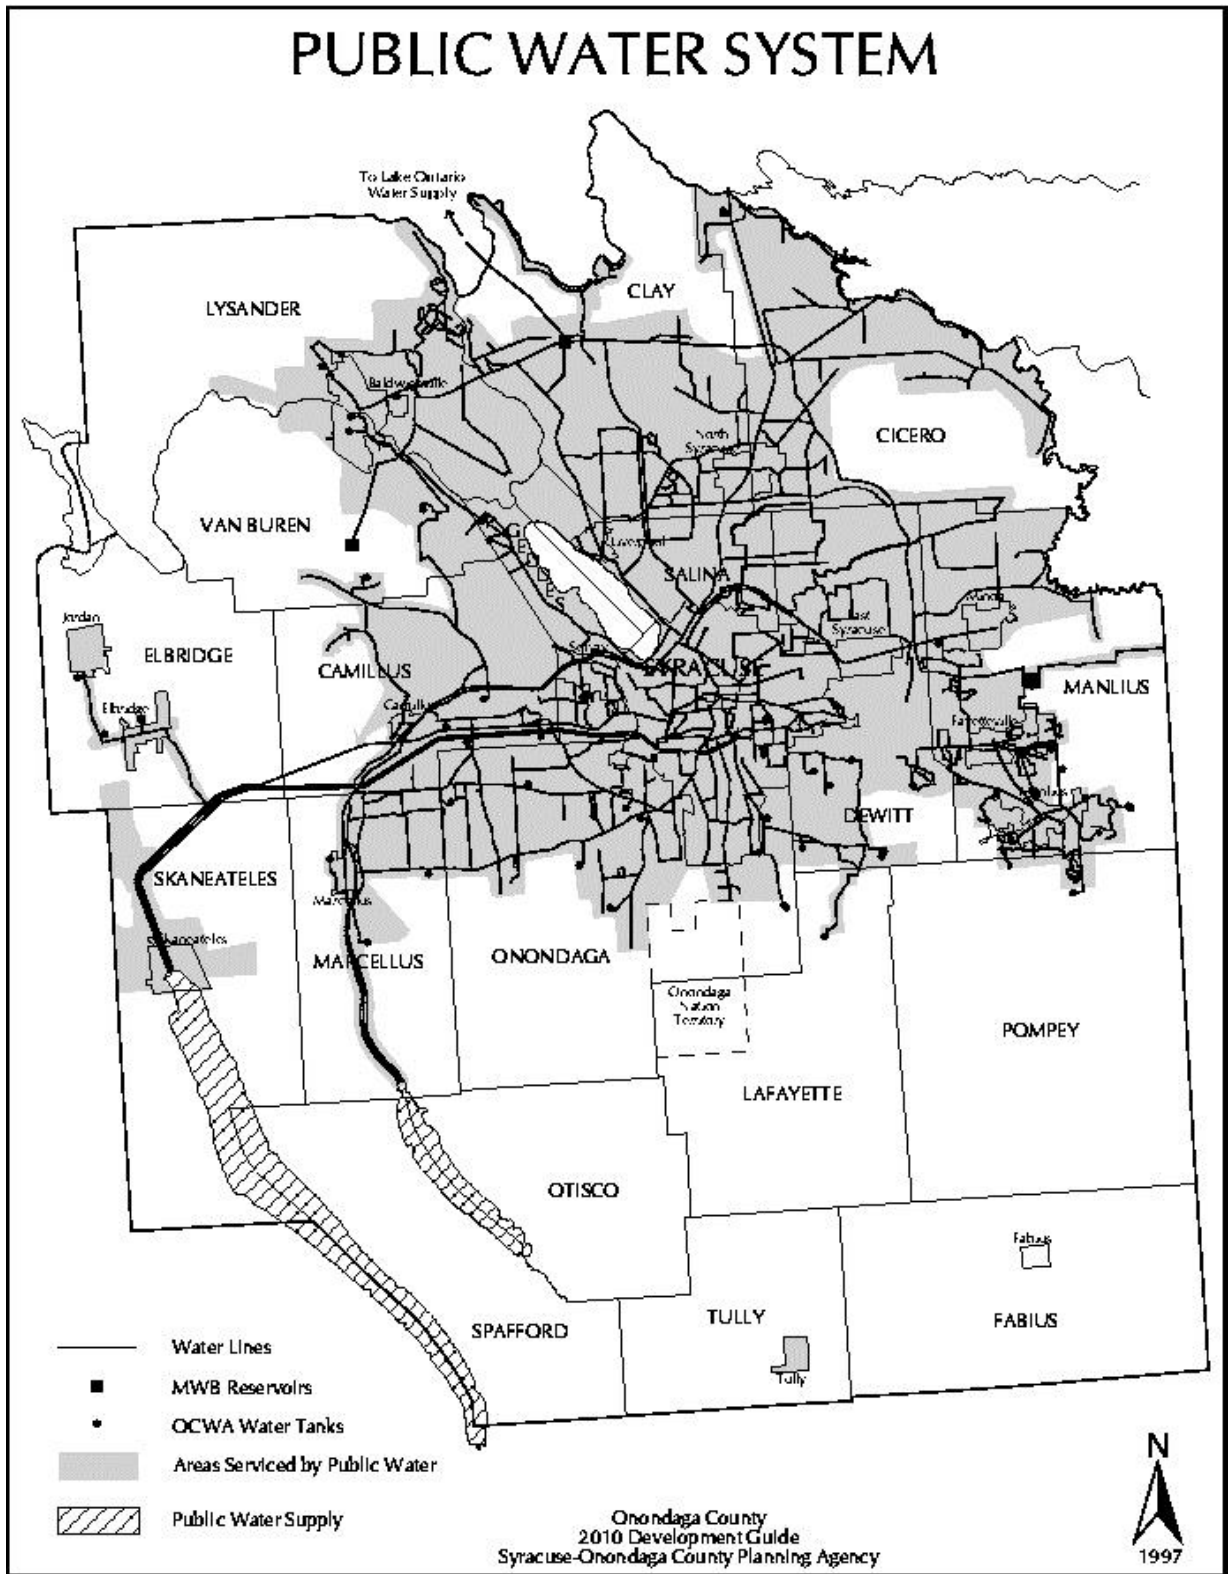 PUBLIC WATER SYSTEM
To Lake Ontario
Water Supply
CLAY
LYSANDER
Baldwinsville
CICERO
North
Syracuse
VAN BUREN
GEDDES
Liverpool
SALINA
Minoa
East
Syracuse
Jordan
ELBRIDGE
CAMILLUS
Solvay
SYRACUSE
MANLIUS
Elbridge
Camillus
Fayetteville
Manlius
DEWITT
SKANEATELES
Marcellus
Skaneateles
MARCELLUS
ONONDAGA
Onondaga
Nation
Territory
POMPEY
LAFAYETTE
OTISCO
Fabius
SPAFFORD
TULLY
FABIUS
Tully
Water Lines
MWB Reservoirs
OCWA Water Tanks
Areas Serviced by Public Water
Public Water Supply
Onondaga County
2010 Development Guide
Syracuse-Onondaga County Planning Agency
N
1997